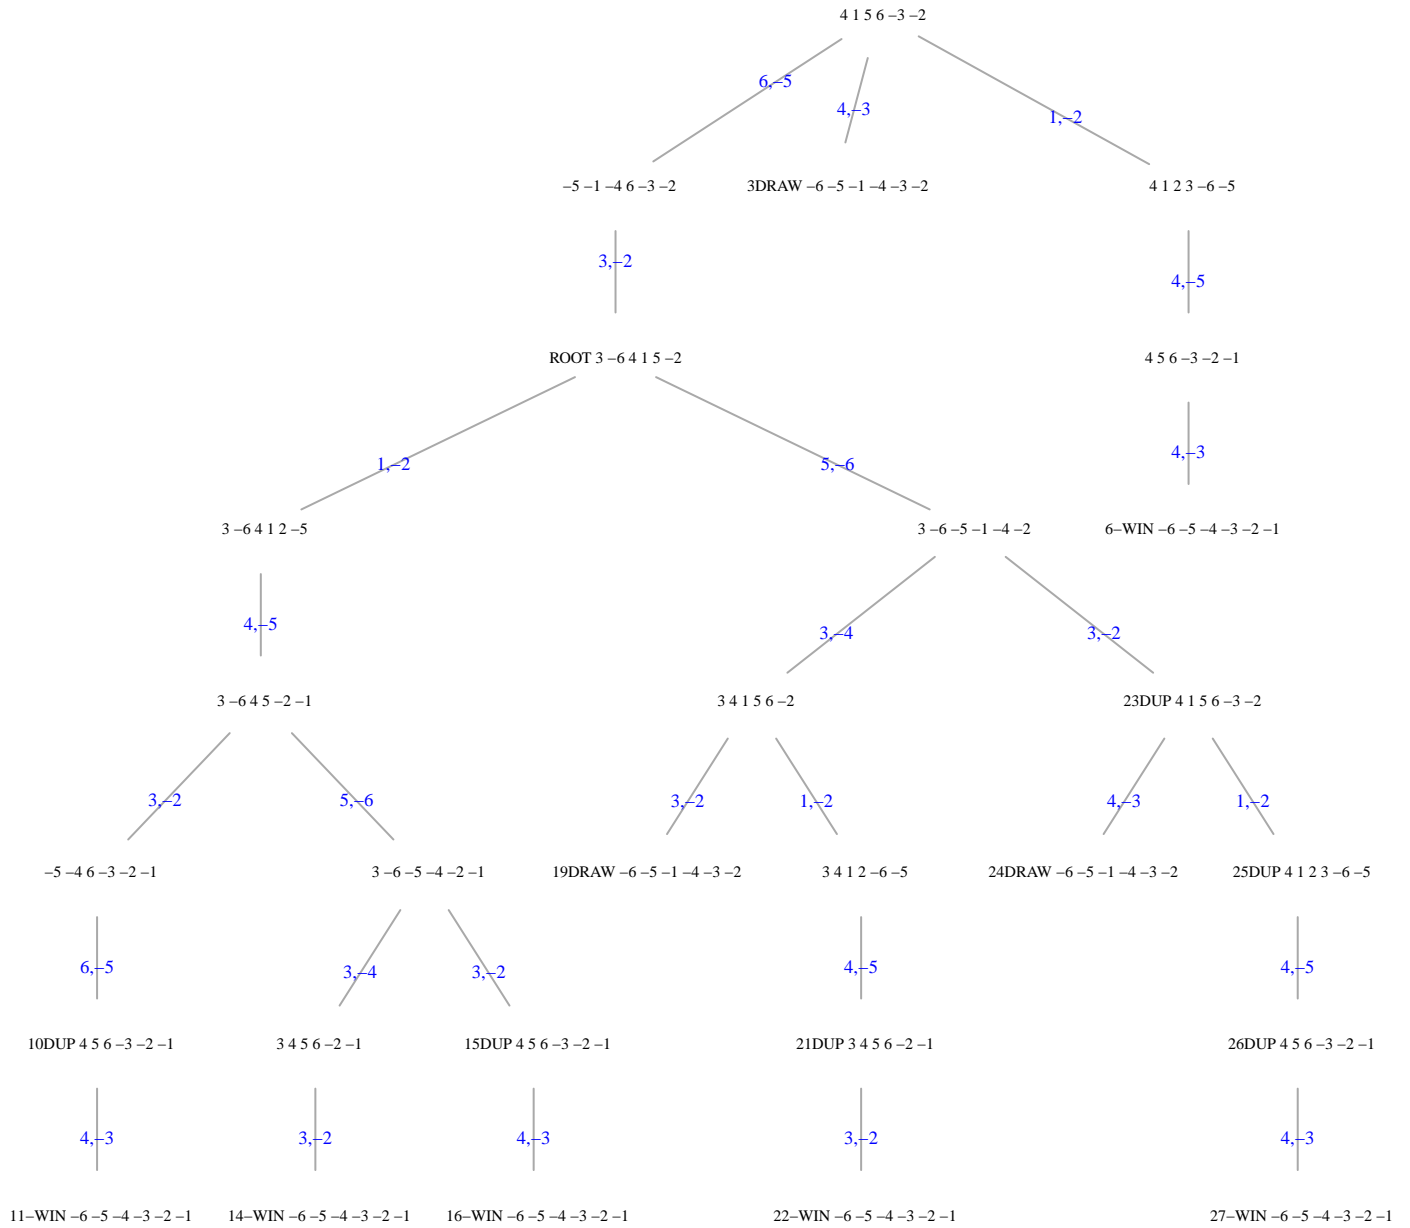 4 1 5 6 –3 –2
6,–5
4,–3
1,–2
–5 –1 –4 6 –3 –2
3DRAW –6 –5 –1 –4 –3 –2
4 1 2 3 –6 –5
3,–2
4,–5
ROOT 3 –6 4 1 5 –2
4 5 6 –3 –2 –1
1,–2
5,–6
4,–3
3 –6 4 1 2 –5
3 –6 –5 –1 –4 –2
6–WIN –6 –5 –4 –3 –2 –1
4,–5
3,–4
3,–2
3 –6 4 5 –2 –1
3 4 1 5 6 –2
23DUP 4 1 5 6 –3 –2
3,–2
5,–6
3,–2
1,–2
4,–3
1,–2
–5 –4 6 –3 –2 –1
3 –6 –5 –4 –2 –1
19DRAW –6 –5 –1 –4 –3 –2
3 4 1 2 –6 –5
24DRAW –6 –5 –1 –4 –3 –2
25DUP 4 1 2 3 –6 –5
6,–5
3,–4
3,–2
4,–5
4,–5
10DUP 4 5 6 –3 –2 –1
3 4 5 6 –2 –1
15DUP 4 5 6 –3 –2 –1
21DUP 3 4 5 6 –2 –1
26DUP 4 5 6 –3 –2 –1
4,–3
3,–2
4,–3
3,–2
4,–3
11–WIN –6 –5 –4 –3 –2 –1
14–WIN –6 –5 –4 –3 –2 –1
16–WIN –6 –5 –4 –3 –2 –1
22–WIN –6 –5 –4 –3 –2 –1
27–WIN –6 –5 –4 –3 –2 –1